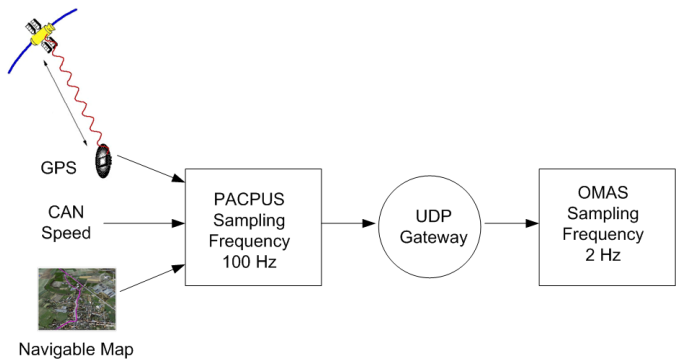 GPS
CAN
Speed
Navigable Map
PACPUS
Sampling
Frequency
100 Hz
UDP
Gateway
OMAS
Sampling
Frequency
2 Hz